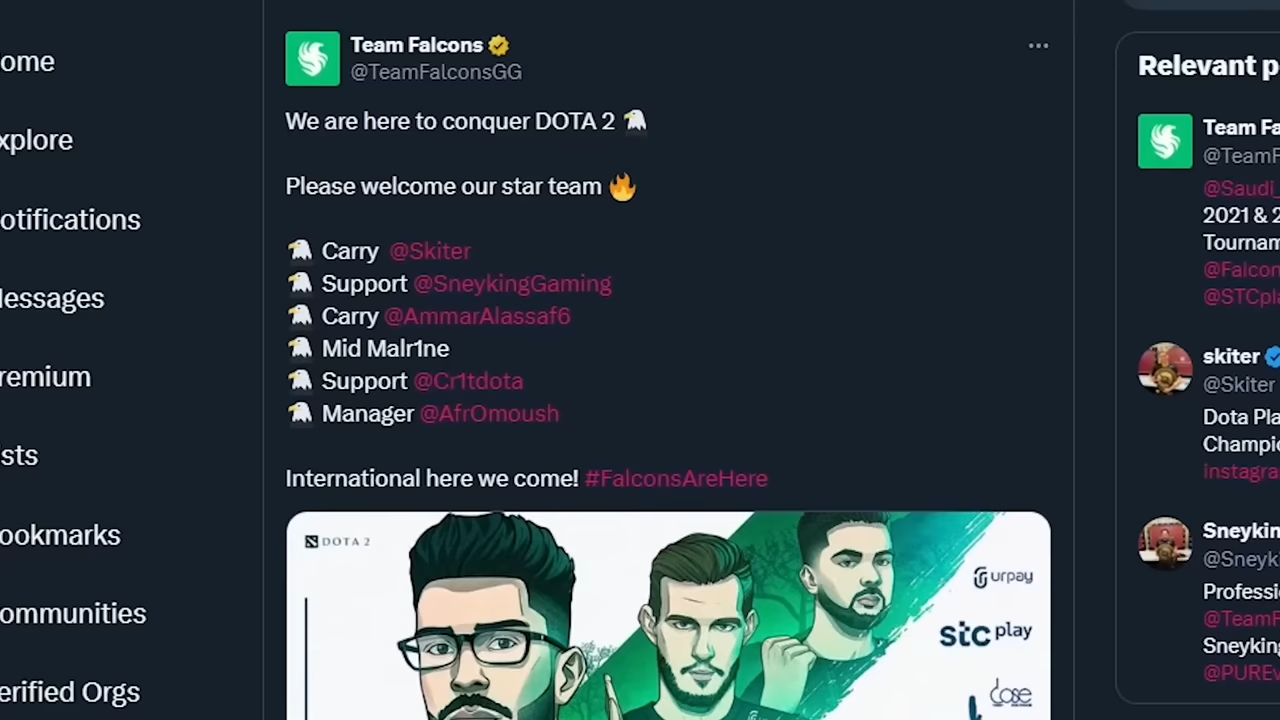 ome
xplore
otifications
lessages
remium
sts
ookmarks
ommunities
erified Orgs
Team Falcons
@TeamFalconsGG
We are here to conquer DOTA 2 🦅
Please welcome our star team 🔥
🦅 Carry @Skiter
🦅 Support @SneykingGaming
🦅 Carry @AmmarAlassaf6
🦅 Mid Malr1ne
🦅 Support @Cr1tdota
🦅 Manager @AfrOmoush
International here we come! #FalconsAreHere
DOTA 2
urpay
stc play
Relevant p
Team Fa
@TeamF
@Saudi_
2021 & 2
Tournam
@Falcon
@STCpla
skiter
@Skiter
Dota Pla
Champio
instagra
Sneykin
@Sneyk
Professi
@TeamF
Sneyking
@PUREv